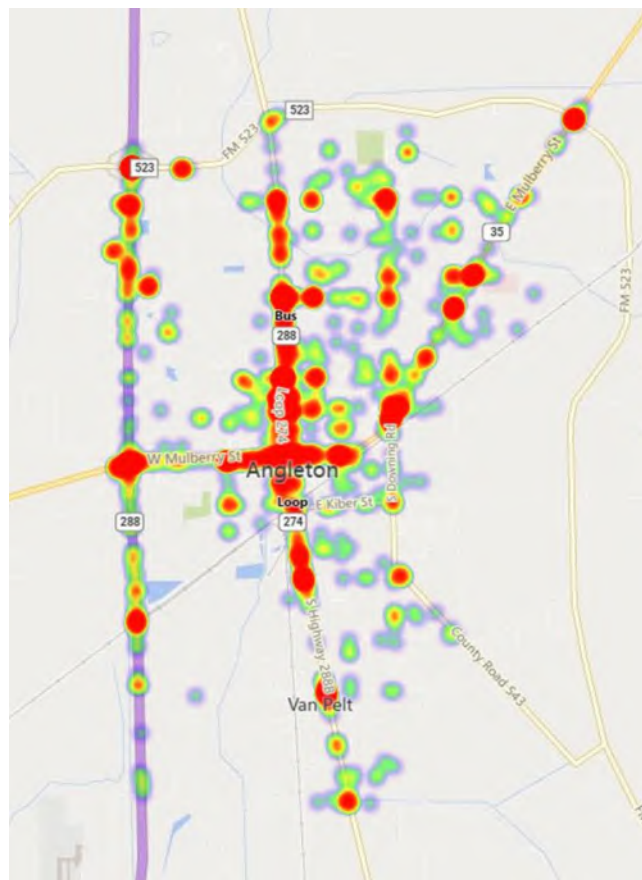 523
FM 523
523
E Mulberry St
35
FM 523
Bus
288
Loop 274
W Mulberry St
Angleton
S Downing Rd
Loop
E Kiber St
288
274
S Highway 288B
County Road 543
Van Pelt
FM